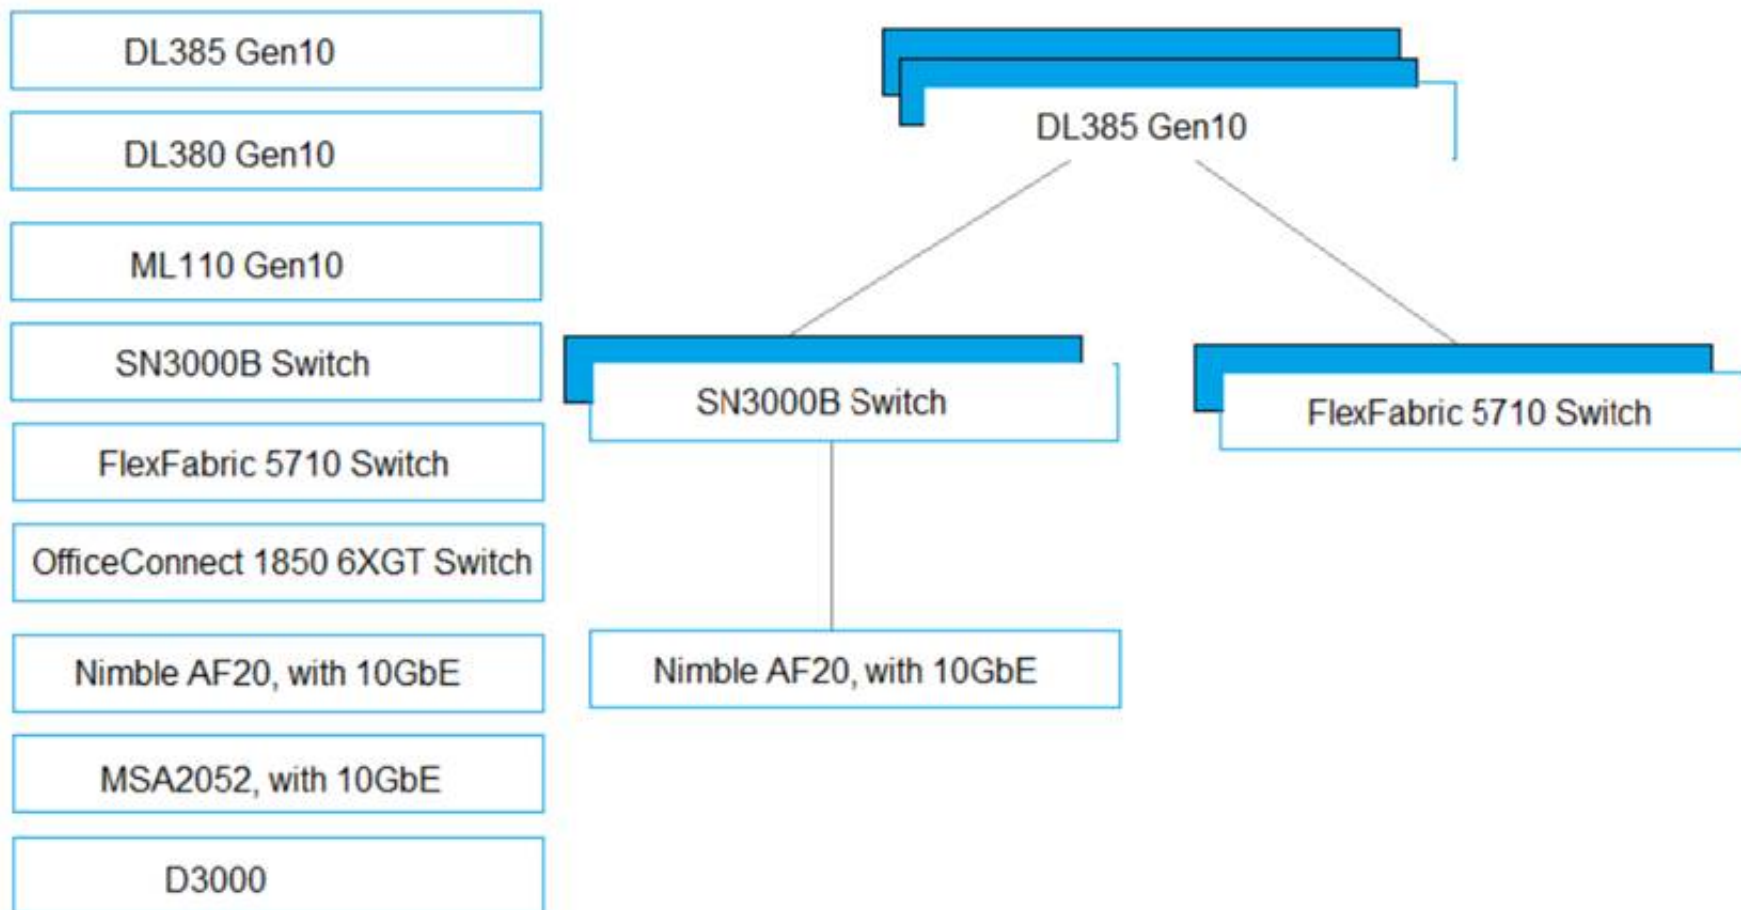 DL385 Gen10
DL380 Gen10
ML110 Gen10
SN3000B Switch
FlexFabric 5710 Switch
OfficeConnect 1850 6XGT Switch
Nimble AF20, with 10GbE
MSA2052, with 10GbE
D3000
DL385 Gen10
SN3000B Switch
FlexFabric 5710 Switch
Nimble AF20, with 10GbE